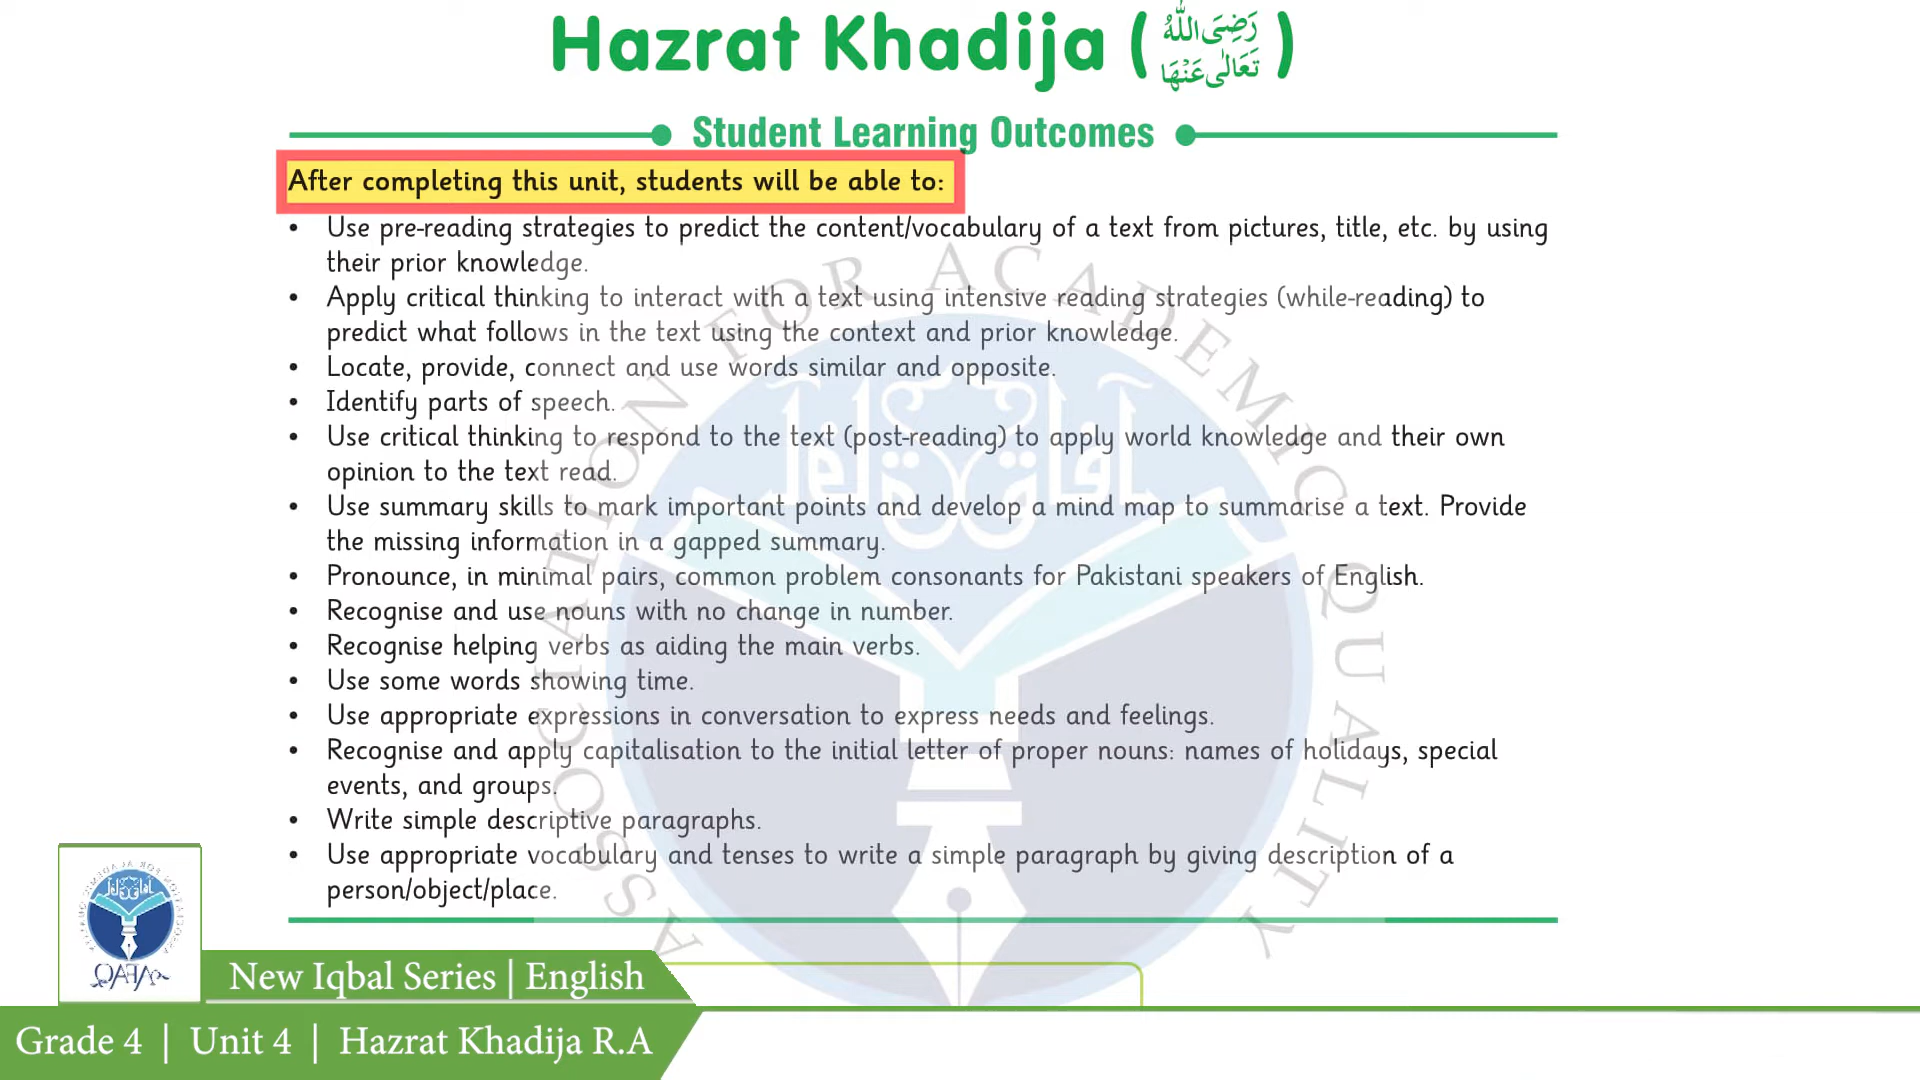 Hazrat Khadija (رَضِیَ اللّٰهُ تَعَالٰی عَنْهَا)
Student Learning Outcomes
After completing this unit, students will be able to:
• Use pre-reading strategies to predict the content/vocabulary of a text from pictures, title, etc. by using
their prior knowledge.
• Apply critical thinking to interact with a text using intensive reading strategies (while-reading) to
predict what follows in the text using the context and prior knowledge.
• Locate, provide, connect and use words similar and opposite.
• Identify parts of speech.
• Use critical thinking to respond to the text (post-reading) to apply world knowledge and their own
opinion to the text read.
• Use summary skills to mark important points and develop a mind map to summarise a text. Provide
the missing information in a gapped summary.
• Pronounce, in minimal pairs, common problem consonants for Pakistani speakers of English.
• Recognise and use nouns with no change in number.
• Recognise helping verbs as aiding the main verbs.
• Use some words showing time.
• Use appropriate expressions in conversation to express needs and feelings.
• Recognise and apply capitalisation to the initial letter of proper nouns: names of holidays, special
events, and groups.
• Write simple descriptive paragraphs.
• Use appropriate vocabulary and tenses to write a simple paragraph by giving description of a
person/object/place.
ASSOCIATION FOR ACADEMIC QUALITY
New Iqbal Series | English
Grade 4 | Unit 4 | Hazrat Khadija R.A